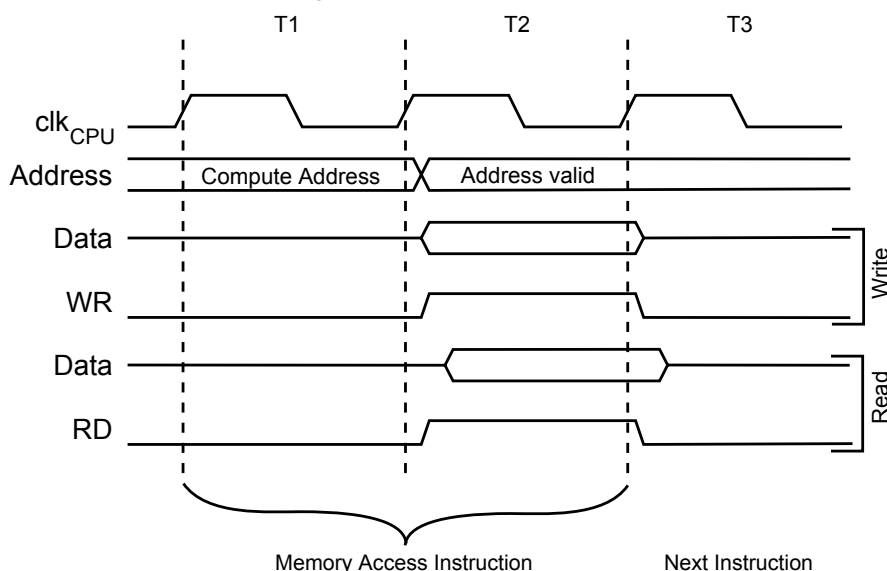 T1 T2 T3
clkCPU
Address Compute Address Address valid
Data
WR
Write
Data
RD
Read
Memory Access Instruction Next Instruction